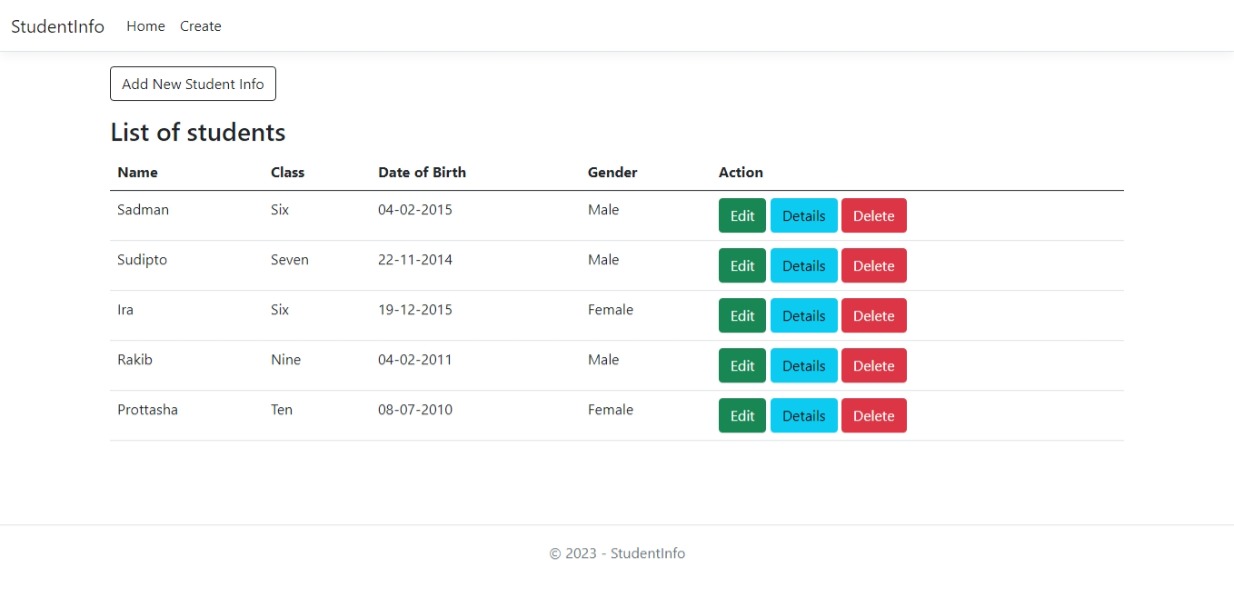 StudentInfo Home Create
Add New Student Info
List of students
Name Class Date of Birth Gender Action
Sadman Six 04-02-2015 Male Edit Details Delete
Sudipto Seven 22-11-2014 Male Edit Details Delete
Ira Six 19-12-2015 Female Edit Details Delete
Rakib Nine 04-02-2011 Male Edit Details Delete
Prottasha Ten 08-07-2010 Female Edit Details Delete
© 2023 - StudentInfo